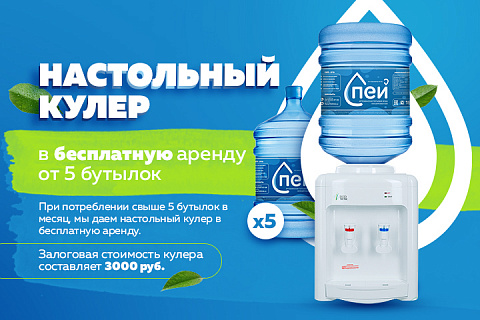 НАСТОЛЬНЫЙ
КУЛЕР
в бесплатную аренду
от 5 бутылок
При потреблении свыше 5 бутылок в
месяц, мы даем настольный кулер в
бесплатную аренду.
Залоговая стоимость кулера
составляет 3000 руб.
пей
пей
x5